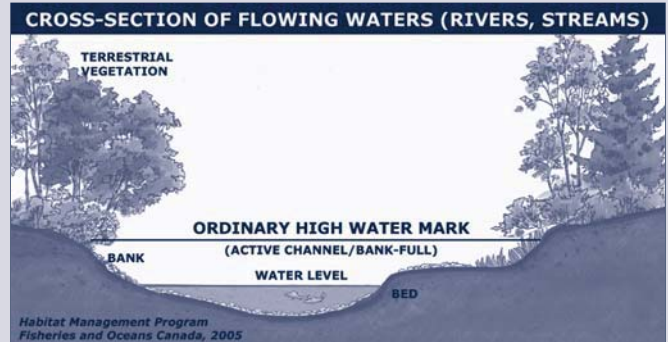 CROSS-SECTION OF FLOWING WATERS (RIVERS, STREAMS)
TERRESTRIAL
VEGETATION
ORDINARY HIGH WATER MARK
(ACTIVE CHANNEL/BANK-FULL)
BANK
WATER LEVEL
BED
Habitat Management Program
Fisheries and Oceans Canada, 2005